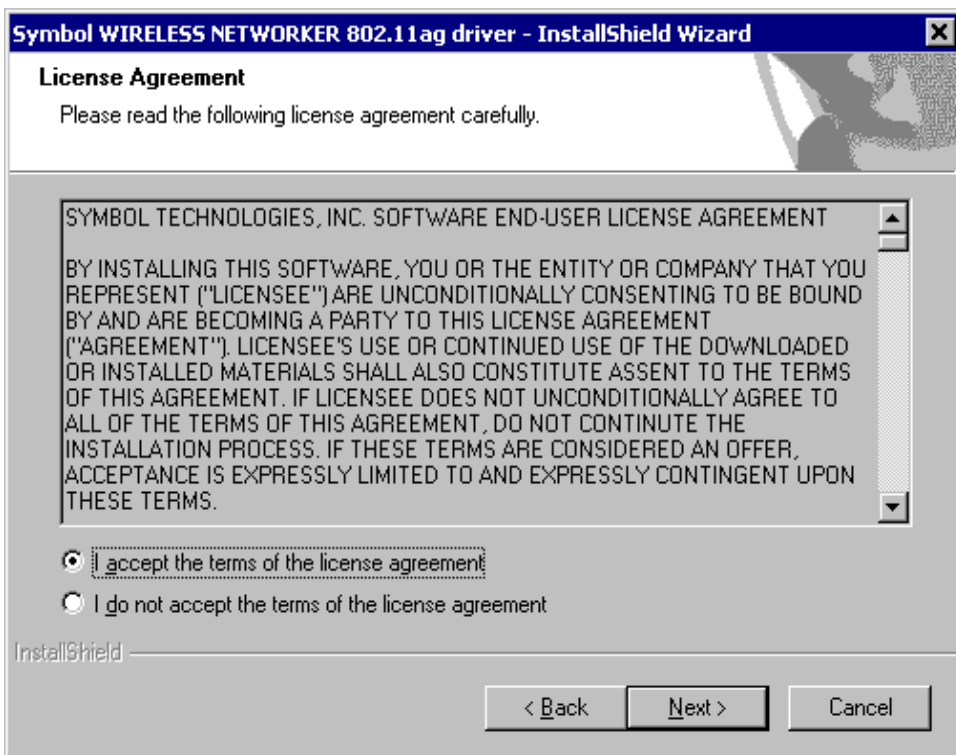 Symbol WIRELESS NETWORKER 802.11ag driver - InstallShield Wizard
License Agreement
Please read the following license agreement carefully.
SYMBOL TECHNOLOGIES, INC. SOFTWARE END-USER LICENSE AGREEMENT
BY INSTALLING THIS SOFTWARE, YOU OR THE ENTITY OR COMPANY THAT YOU
REPRESENT ("LICENSEE") ARE UNCONDITIONALLY CONSENTING TO BE BOUND
BY AND ARE BECOMING A PARTY TO THIS LICENSE AGREEMENT
("AGREEMENT"). LICENSEE'S USE OR CONTINUED USE OF THE DOWNLOADED
OR INSTALLED MATERIALS SHALL ALSO CONSTITUTE ASSENT TO THE TERMS
OF THIS AGREEMENT. IF LICENSEE DOES NOT UNCONDITIONALLY AGREE TO
ALL OF THE TERMS OF THIS AGREEMENT, DO NOT CONTINUTE THE
INSTALLATION PROCESS. IF THESE TERMS ARE CONSIDERED AN OFFER,
ACCEPTANCE IS EXPRESSLY LIMITED TO AND EXPRESSLY CONTINGENT UPON
THESE TERMS.
I accept the terms of the license agreement
I do not accept the terms of the license agreement
InstallShield
< Back Next > Cancel